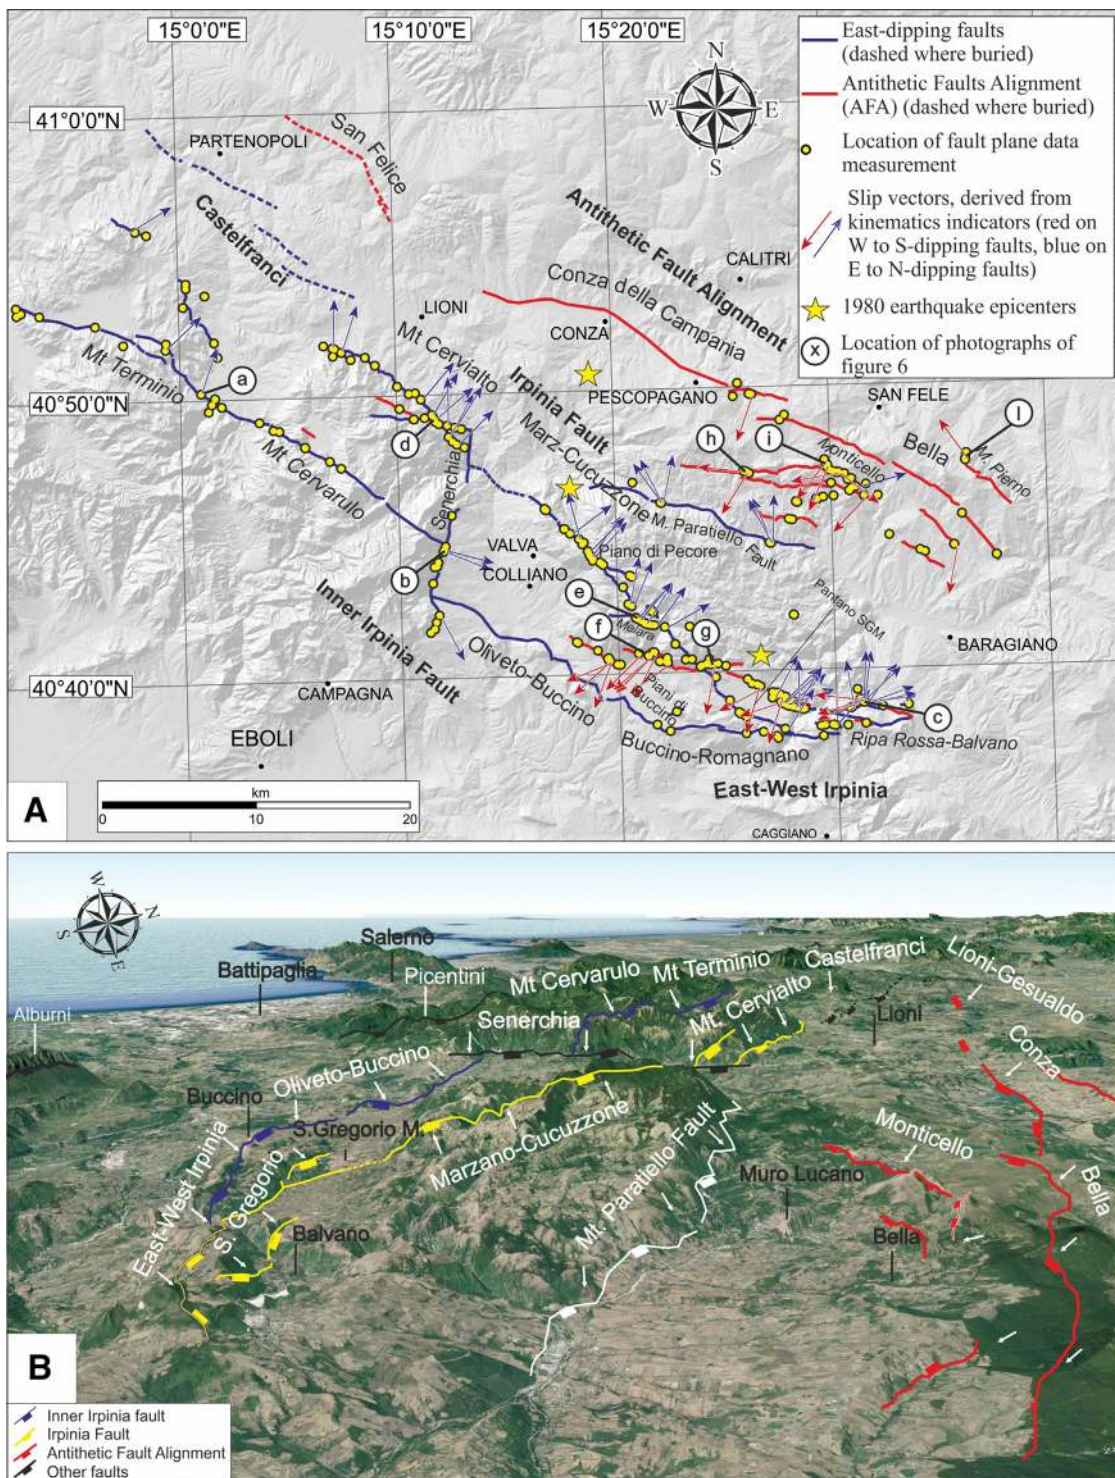 15°0'0"E
15°10'0"E
15°20'0"E
N
W
E
S
East-dipping faults
(dashed where buried)
Antithetic Faults Alignment
(AFA) (dashed where buried)
Location of fault plane data
measurement
Slip vectors, derived from
kinematics indicators (red on
W to S-dipping faults, blue on
E to N-dipping faults)
1980 earthquake epicenters
x
Location of photographs of
figure 6
41°0'0"N
PARTENOPOLI
San Felice
Castelfranci
Antithetic Fault Alignment
CALITRI
Conza della Campania
LIONI
CONZA
Mt Cervialto
Mt Terminio
a
Irpinia Fault
PESCOPAGANO
SAN FELE
40°50'0"N
Marz-Cucuzzone
d
h
i
Monticello
Bella
l
M. Pierno
Mt Cervarulo
Senerchia
M. Paratiello Fault
VALVA
Piano di Pecore
b
COLLIANO
e
Pantano SGM
Inner Irpinia Fault
f
Melara
g
BARAGIANO
Oliveto-Buccino
40°40'0"N
CAMPAGNA
Piani di
Buccino
c
EBOLI
Buccino-Romagnano
Ripa Rossa-Balvano
East-West Irpinia
km
0
10
20
A
CAGGIANO
W
N
S
E
Salerno
Battipaglia
Picentini
Mt Cervarulo
Mt Terminio
Castelfranci
Lioni-Gesualdo
Alburni
Senerchia
Mt. Cervialto
Lioni
Conza
Oliveto-Buccino
Buccino
S.Gregorio M.
Marzano-Cucuzzone
Monticello
East-West Irpinia
S. Gregorio
Balvano
Mt. Paratiello Fault
Muro Lucano
Bella
Bella
B
Inner Irpinia fault
Irpinia Fault
Antithetic Fault Alignment
Other faults